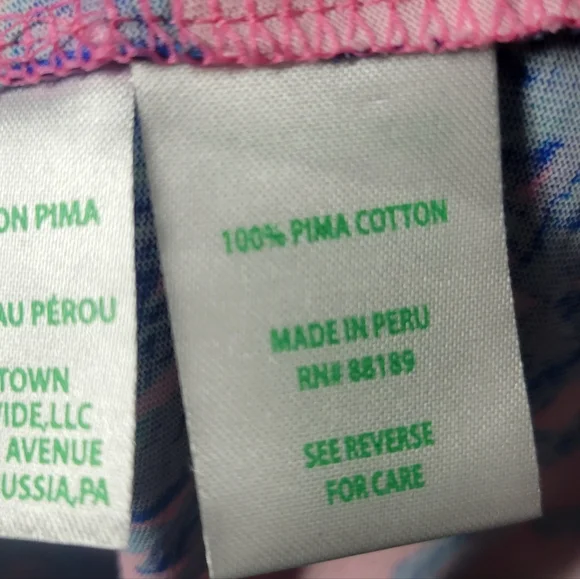 ON PIMA
AU PÉROU
TOWN
IDE,LLC
AVENUE
USSIA,PA
100% PIMA COTTON
MADE IN PERU
RN# 88189
SEE REVERSE
FOR CARE